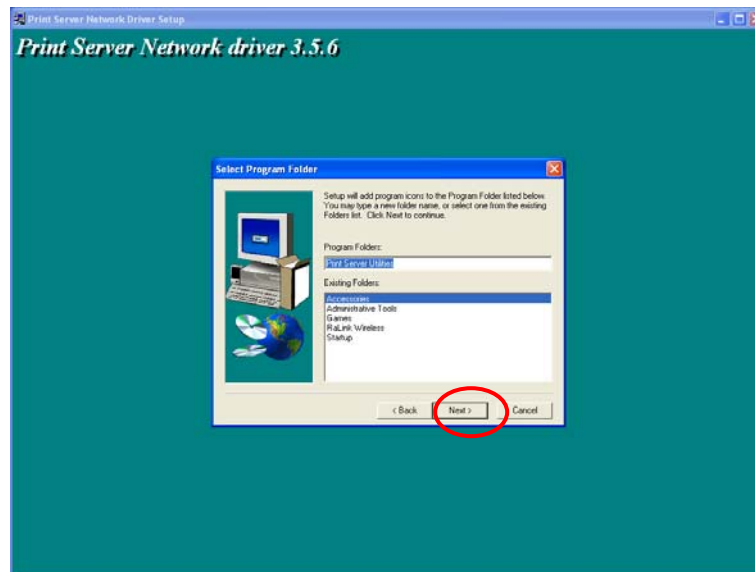 Print Server Network Driver Setup
Print Server Network driver 3.5.6
Select Program Folder
Setup will add program icons to the Program Folder listed below.
You may type a new folder name, or select one from the existing
Folders list. Click Next to continue.
Program Folders:
Print Server Utilities
Existing Folders:
Accessories
Administrative Tools
Games
RaLink Wireless
Startup
< Back
Next >
Cancel